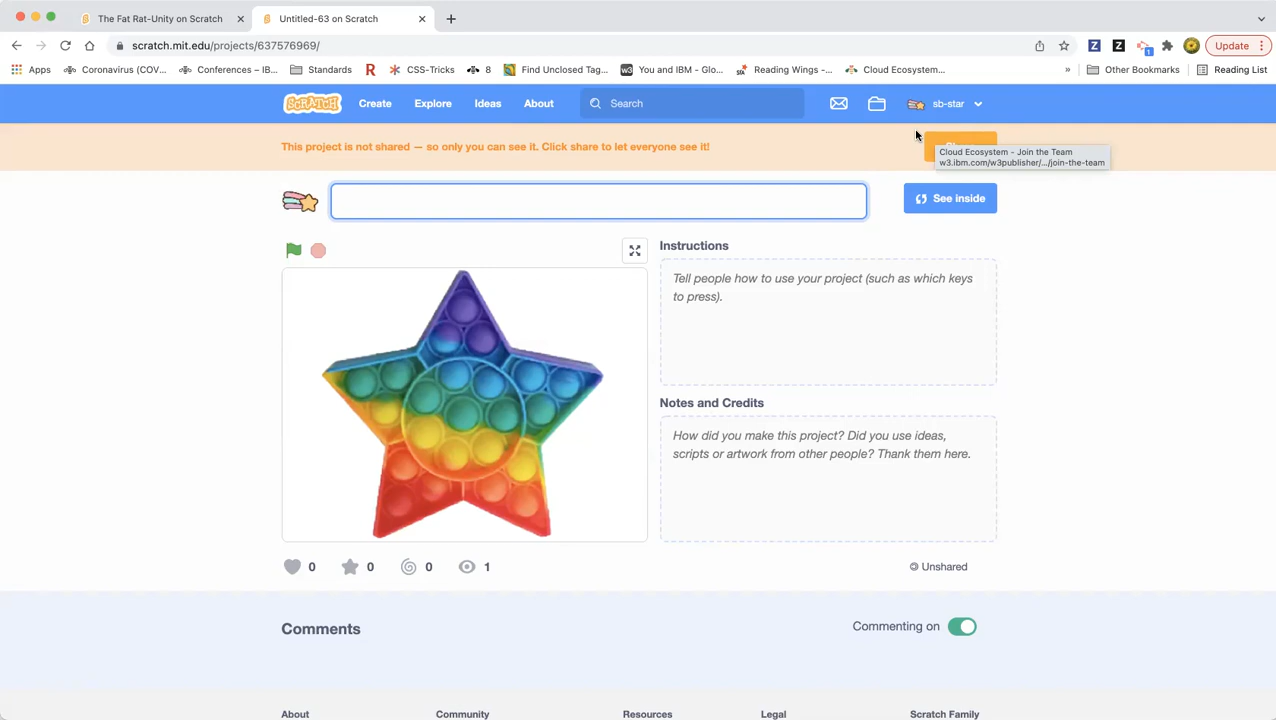 The Fat Rat-Unity on Scratch
Untitled-63 on Scratch
scratch.mit.edu/projects/637576969/
Update
Apps
Coronavirus (COV...
Conferences – IB...
Standards
CSS-Tricks
8
Find Unclosed Tag...
You and IBM - Glo...
Reading Wings -...
Cloud Ecosystem...
»
Other Bookmarks
Reading List
SCRATCH
Create
Explore
Ideas
About
Search
sb-star
This project is not shared — so only you can see it. Click share to let everyone see it!
Cloud Ecosystem - Join the Team
w3.ibm.com/w3publisher/.../join-the-team
See inside
Instructions
Tell people how to use your project (such as which keys
to press).
Notes and Credits
How did you make this project? Did you use ideas,
scripts or artwork from other people? Thank them here.
0
0
0
1
Unshared
Comments
Commenting on
About
Community
Resources
Legal
Scratch Family